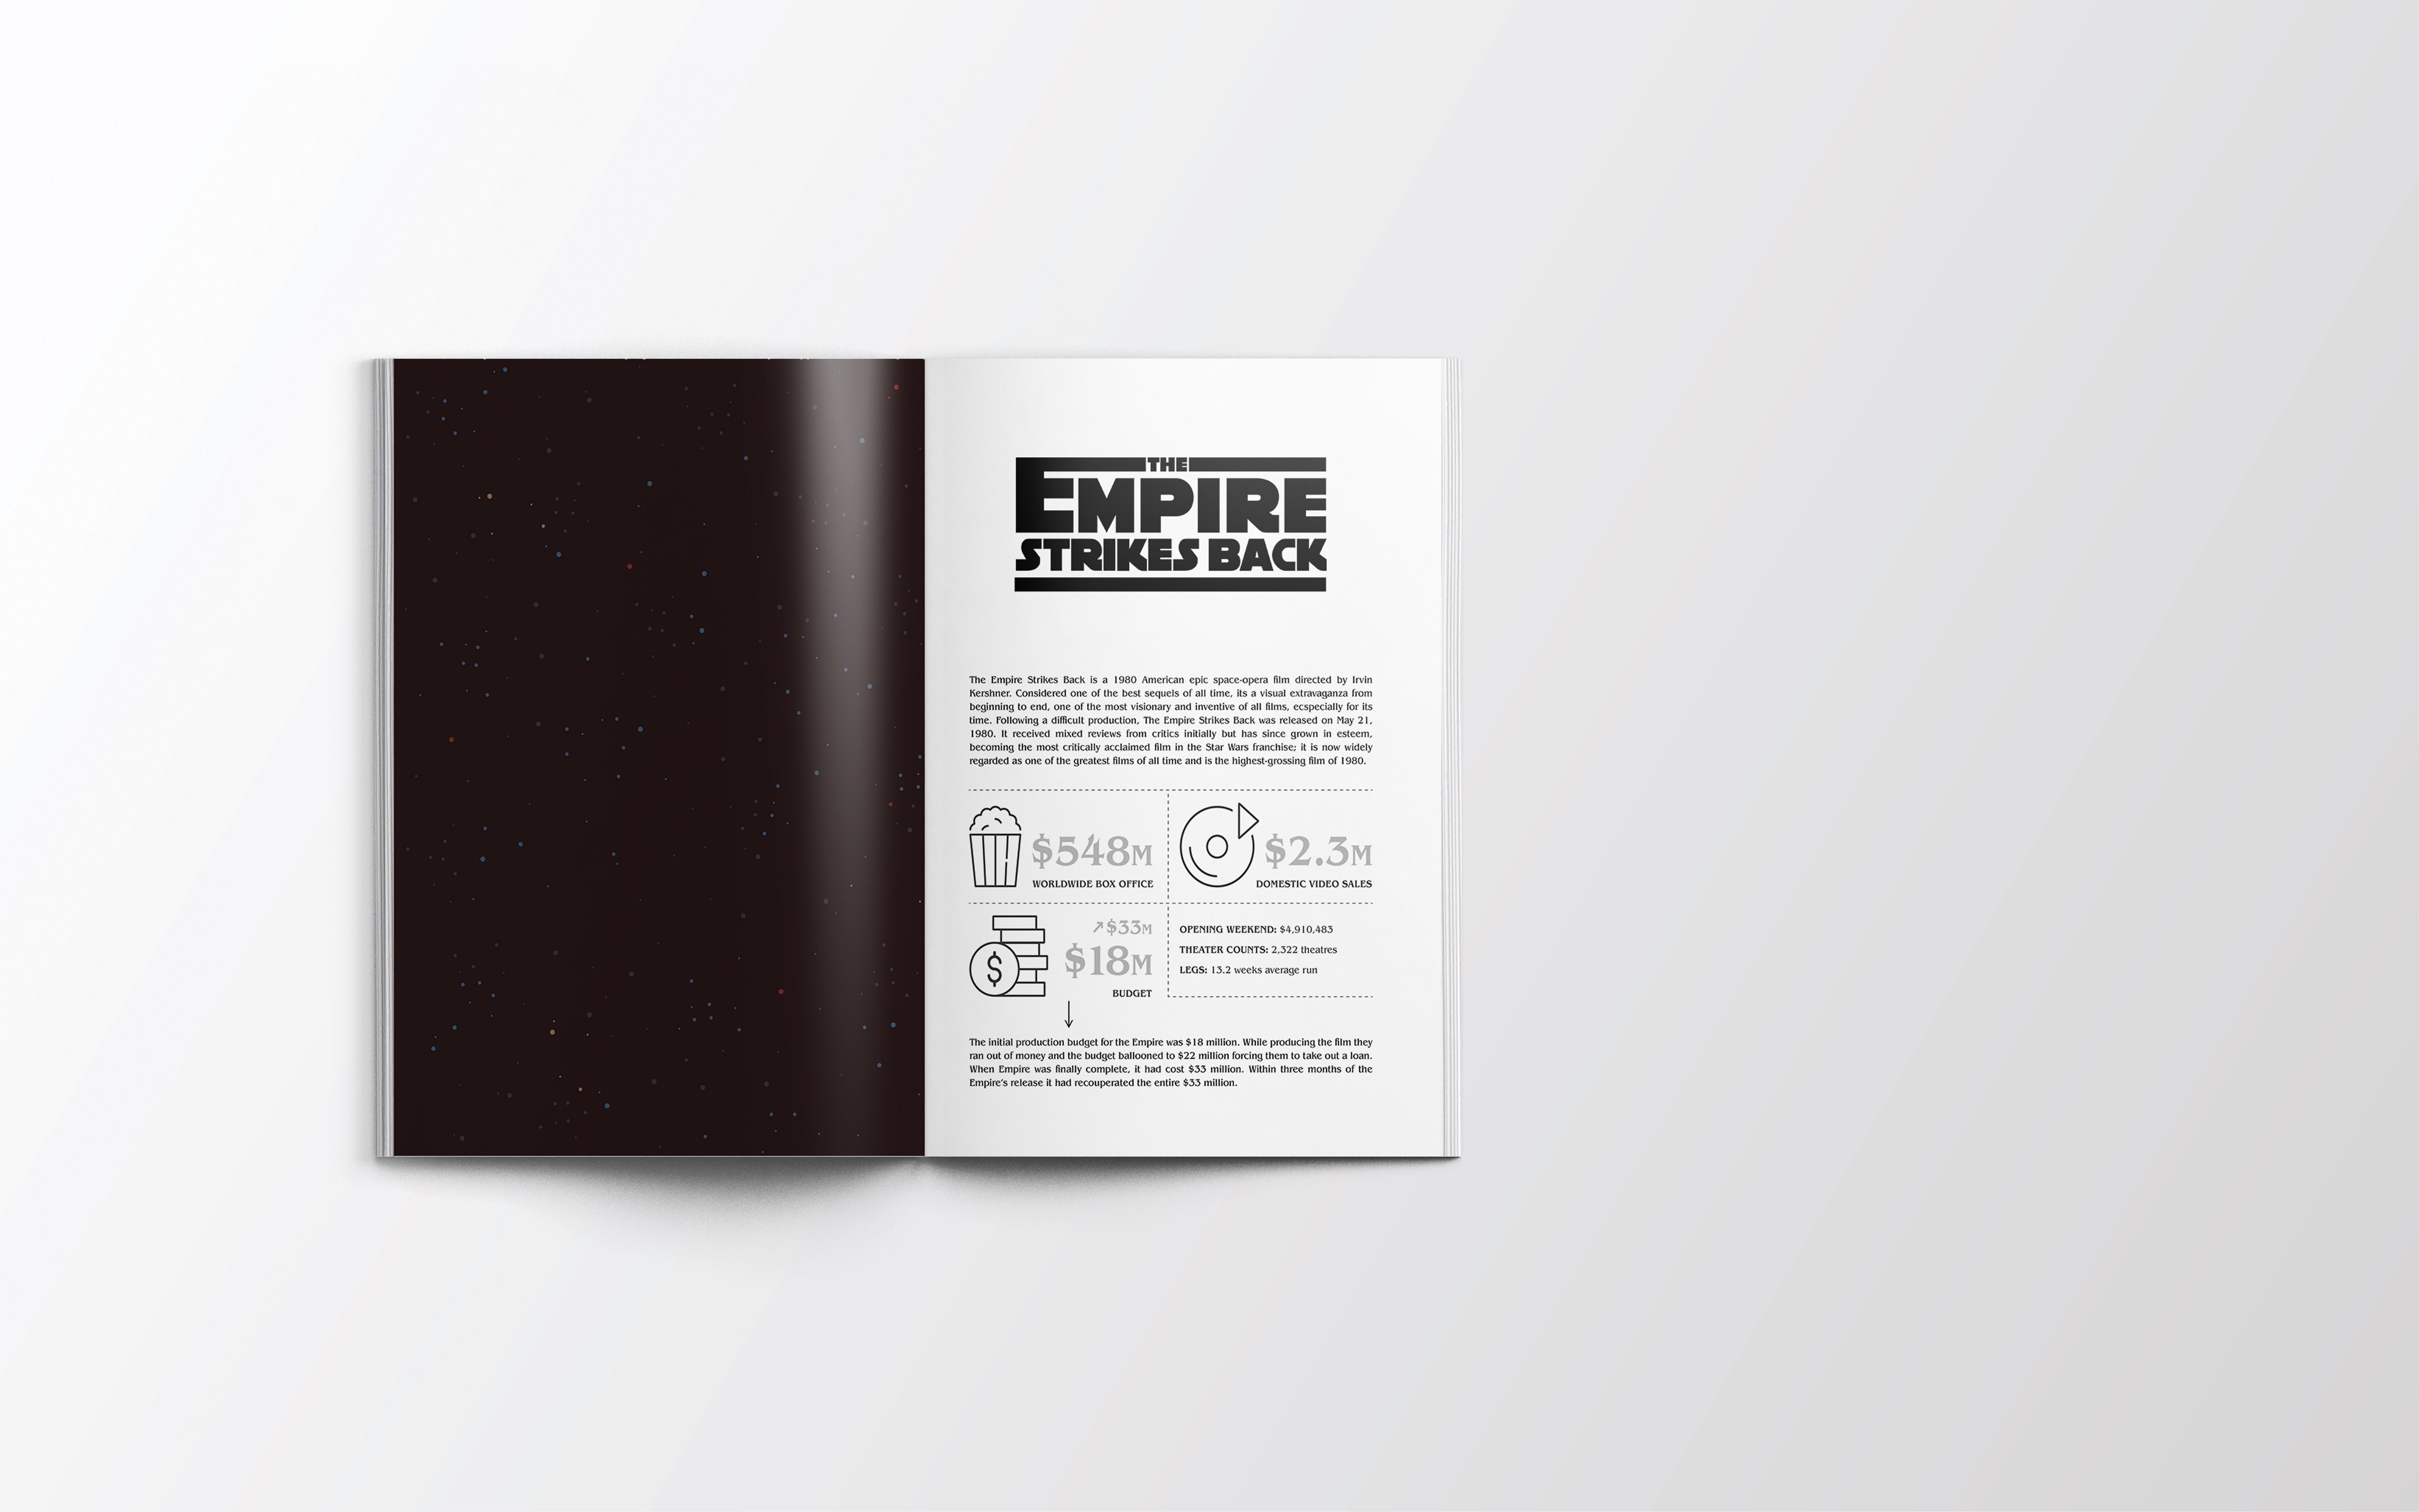 THE
EMPIRE
STRIKES BACK
The Empire Strikes Back is a 1980 American epic space-opera film directed by Irvin
Kershner. Considered one of the best sequels of all time, its a visual extravaganza from
beginning to end, one of the most visionary and inventive of all films, ecspecially for its
time. Following a difficult production, The Empire Strikes Back was released on May 21,
1980. It received mixed reviews from critics initially but has since grown in esteem,
becoming the most critically acclaimed film in the Star Wars franchise; it is now widely
regarded as one of the greatest films of all time and is the highest-grossing film of 1980.
$548M
WORLDWIDE BOX OFFICE
$2.3M
DOMESTIC VIDEO SALES
↗$33M
$18M
BUDGET
OPENING WEEKEND: $4,910,483
THEATER COUNTS: 2,322 theatres
LEGS: 13.2 weeks average run
The initial production budget for the Empire was $18 million. While producing the film they
ran out of money and the budget ballooned to $22 million forcing them to take out a loan.
When Empire was finally complete, it had cost $33 million. Within three months of the
Empire's release it had recouperated the entire $33 million.